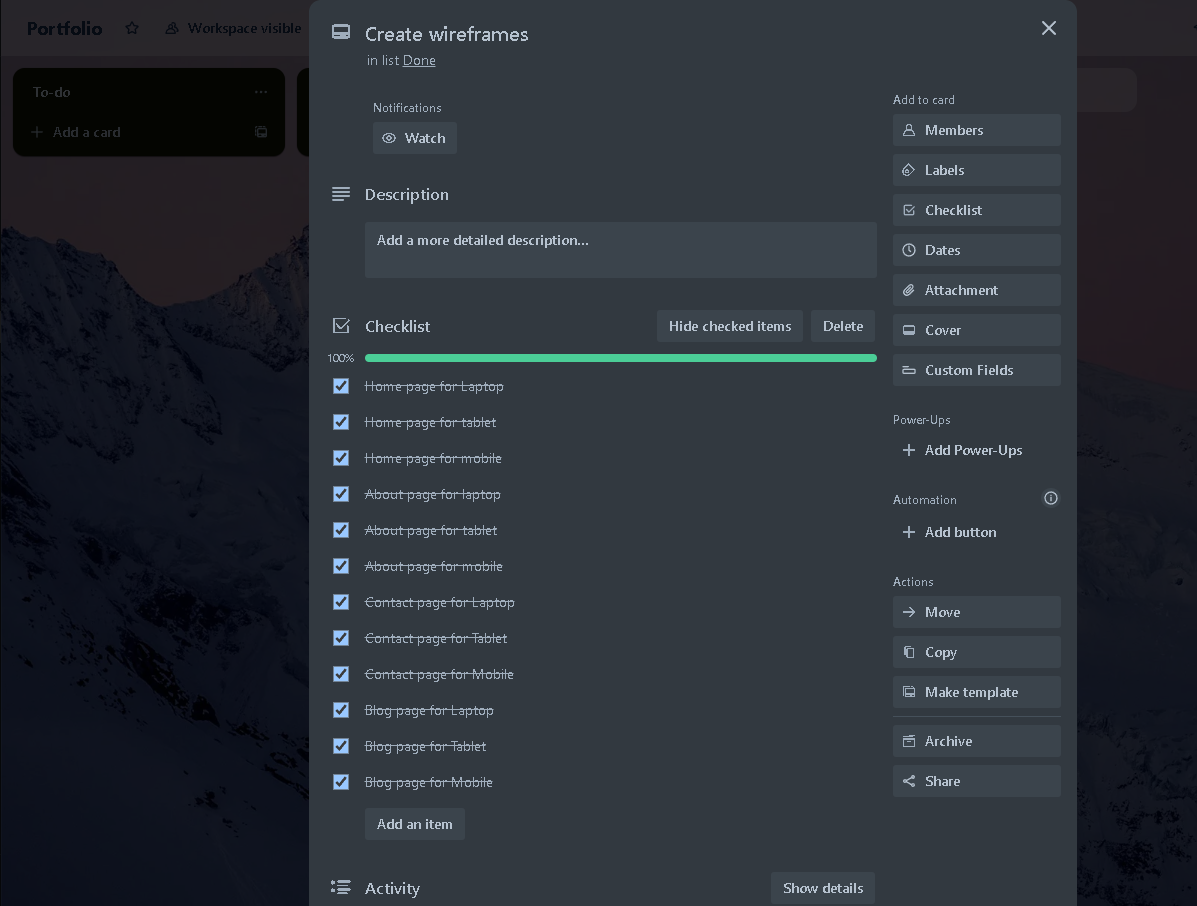 Portfolio
Workspace visible
To-do
Add a card
Create wireframes
in list Done
Notifications
Watch
Description
Add a more detailed description...
Checklist
Hide checked items
Delete
100%
Home page for Laptop
Home page for tablet
Home page for mobile
About page for laptop
About page for tablet
About page for mobile
Contact page for Laptop
Contact page for Tablet
Contact page for Mobile
Blog page for Laptop
Blog page for Tablet
Blog page for Mobile
Add an item
Activity
Show details
Add to card
Members
Labels
Checklist
Dates
Attachment
Cover
Custom Fields
Power-Ups
Add Power-Ups
Automation
Add button
Actions
Move
Copy
Make template
Archive
Share